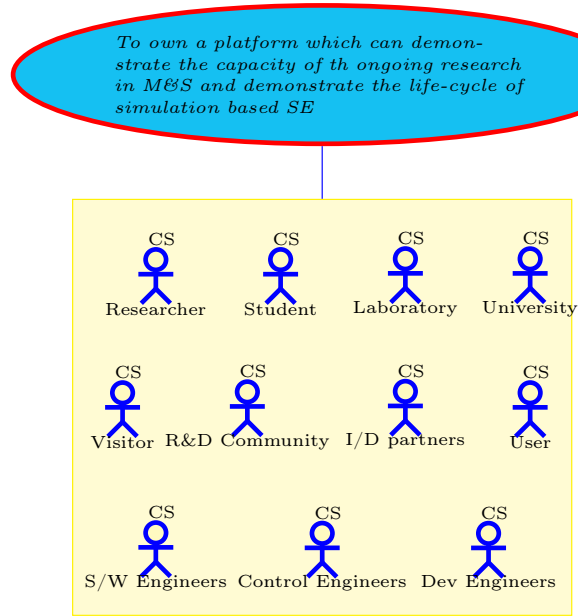 To own a platform which can demon-
strate the capacity of th ongoing research
in M&S and demonstrate the life-cycle of
simulation based SE
CS CS CS CS
Researcher Student Laboratory University
CS CS CS CS
Visitor R&D Community I/D partners User
CS CS CS
S/W Engineers Control Engineers Dev Engineers